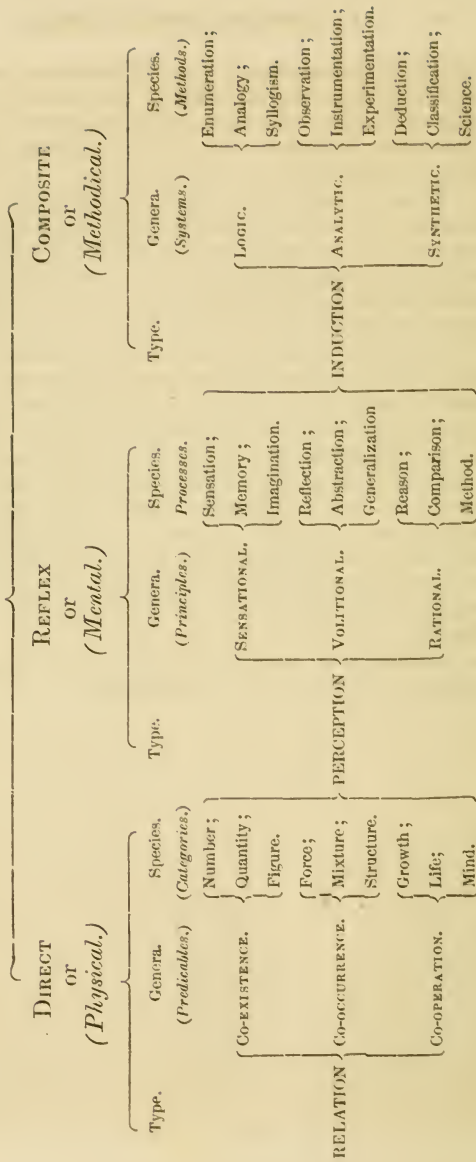 DIRECT REFLEX COMPOSITE
or or or
(Physical.) (Mental.) (Methodical.)
Type. Genera. Species. Type. Genera. Species. Type. Genera. Species.
(Predicables.) (Categories.) (Principles.) Processes. (Systems.) (Methods.)
Number; Sensation; Enumeration;
CO-EXISTENCE. Quantity; SENSATIONAL. Memory; LOGIC. Analogy;
Figure. Imagination. Syllogism.
Force; Reflection; Observation;
RELATION CO-OCCURRENCE. Mixture; PERCEPTION VOLITIONAL. Abstraction; INDUCTION ANALYTIC. Instrumentation;
Structure. Generalization Experimentation.
Growth; Reason; Deduction;
CO-OPERATION. Life; RATIONAL. Comparison; SYNTHETIC. Classification;
Mind. Method. Science.